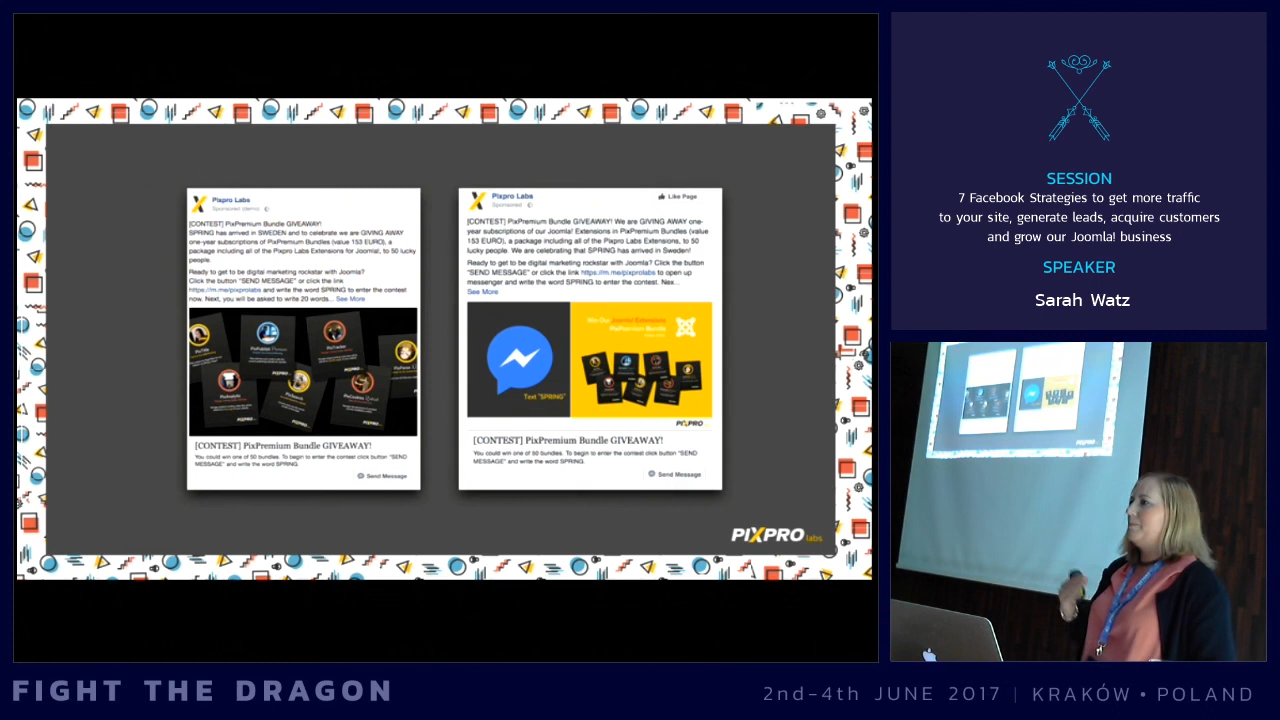 Pixpro Labs
Sponsored (demo)
[CONTEST] PixPremium Bundle GIVEAWAY!
SPRING has arrived in SWEDEN and to celebrate we are GIVING AWAY
one-year subscriptions of PixPremium Bundles (value 153 EURO), a
package including all of the Pixpro Labs Extensions for Joomla!, to 50 lucky
people.
Ready to get to be digital marketing rockstar with Joomla?
Click the button "SEND MESSAGE" or click the link
https://m.me/pixprolabs and write the word SPRING to enter the contest
now. Next, you will be asked to write 20 words... See More
PIXPRO
[CONTEST] PixPremium Bundle GIVEAWAY!
You could win one of 50 bundles. To begin to enter the contest click button "SEND
MESSAGE" and write the word SPRING.
Send Message
Pixpro Labs
Like Page
Sponsored
[CONTEST] PixPremium Bundle GIVEAWAY! We are GIVING AWAY one-
year subscriptions of our Joomla! Extensions in PixPremium Bundles (value
153 EURO), a package including all of the Pixpro Labs Extensions, to 50
lucky people. We are celebrating that SPRING has arrived in Sweden!
Ready to get to be digital marketing rockstar with Joomla? Click the button
"SEND MESSAGE" or click the link https://m.me/pixprolabs to open up
messenger and write the word SPRING to enter the contest. Nex...
See More
Win Our Joomla! Extensions
PixPremium Bundle
Text "SPRING"
PIXPRO
[CONTEST] PixPremium Bundle GIVEAWAY!
You could win one of 50 bundles. To begin to enter the contest click button "SEND
MESSAGE" and write the word SPRING.
Send Message
PIXPRO labs
SESSION
7 Facebook Strategies to get more traffic
to your site, generate leads, acquire customers
and grow your Joomla! business
SPEAKER
Sarah Watz
FIGHT THE DRAGON
2nd-4th JUNE 2017 | KRAKÓW • POLAND